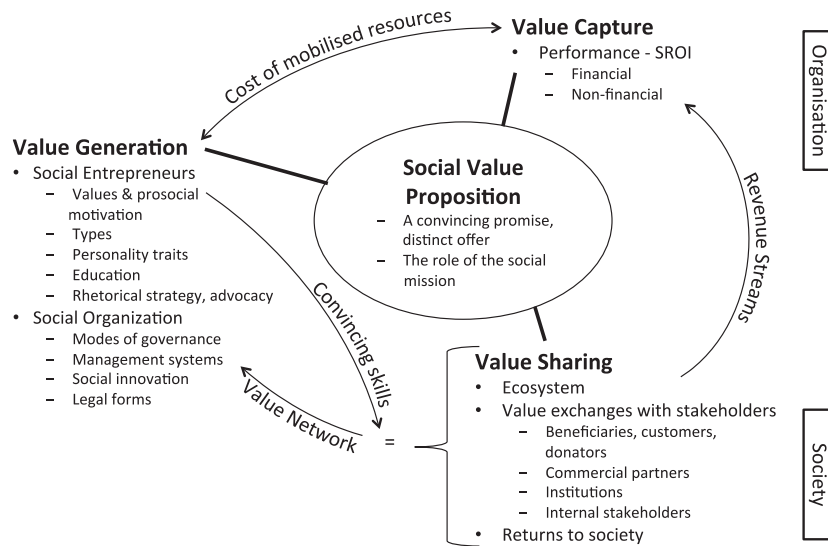 Cost of mobilised resources
Value Capture
• Performance - SROI
– Financial
– Non-financial
Organisation
Value Generation
• Social Entrepreneurs
– Values & prosocial
motivation
– Types
– Personality traits
– Education
– Rhetorical strategy, advocacy
• Social Organization
– Modes of governance
– Management systems
– Social innovation
– Legal forms
Social Value
Proposition
– A convincing promise,
distinct offer
– The role of the social
mission
Revenue Streams
Convincing skills
Value Network
=
Value Sharing
• Ecosystem
• Value exchanges with stakeholders
– Beneficiaries, customers,
donators
– Commercial partners
– Institutions
– Internal stakeholders
• Returns to society
Society